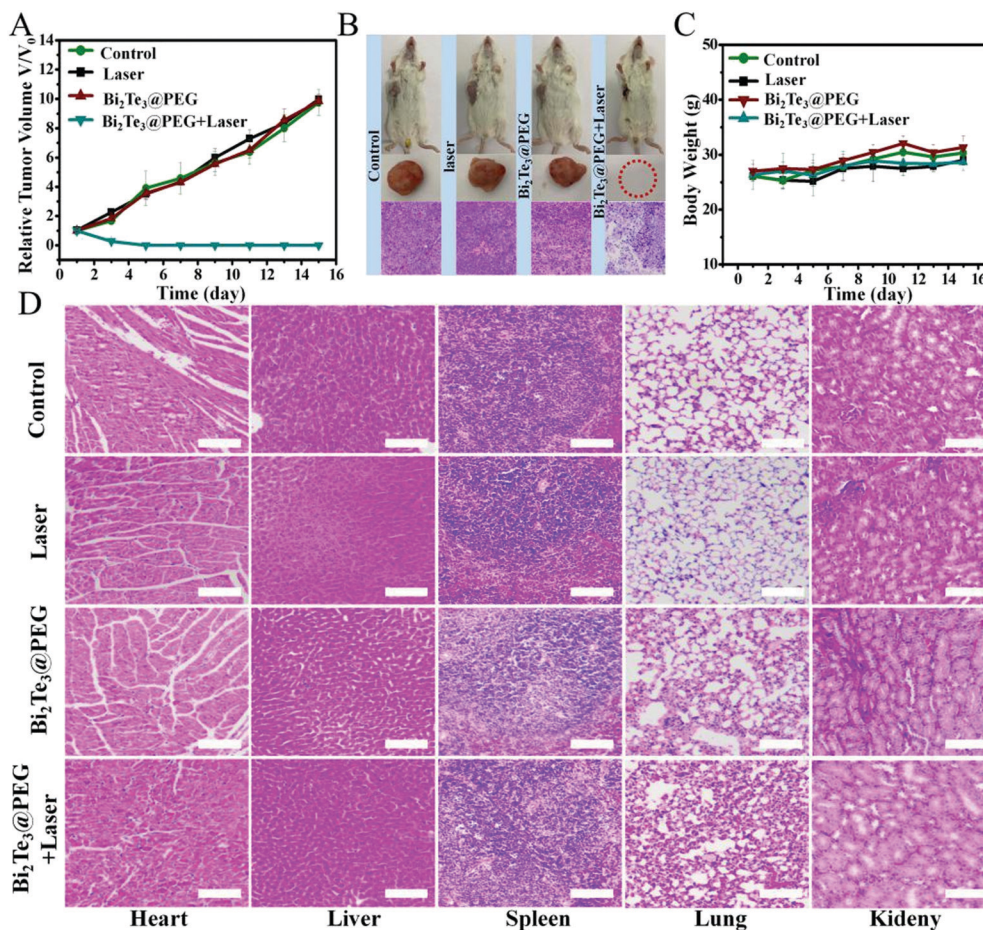 A
Relative Tumor Volume V/V₀
14
12
10
8
6
4
2
0
Control
Laser
Bi₂Te₃@PEG
Bi₂Te₃@PEG+Laser
0 2 4 6 8 10 12 14 16
Time (day)
B
Control
laser
Bi₂Te₃@PEG
Bi₂Te₃@PEG+Laser
C
Body Weight (g)
50
40
30
20
10
Control
Laser
Bi₂Te₃@PEG
Bi₂Te₃@PEG+Laser
0 2 4 6 8 10 12 14 16
Time (day)
D
Control
Laser
Bi₂Te₃@PEG
Bi₂Te₃@PEG
+Laser
Heart Liver Spleen Lung Kideny